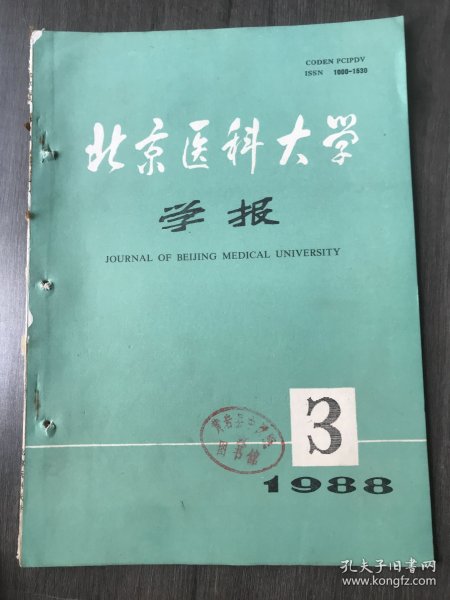 CODEN PCIPDV
ISSN 1000-1530
北京医科大学
学报
JOURNAL OF BEIJING MEDICAL UNIVERSITY
3
1988
孔夫子旧书网
www.kongfz.com